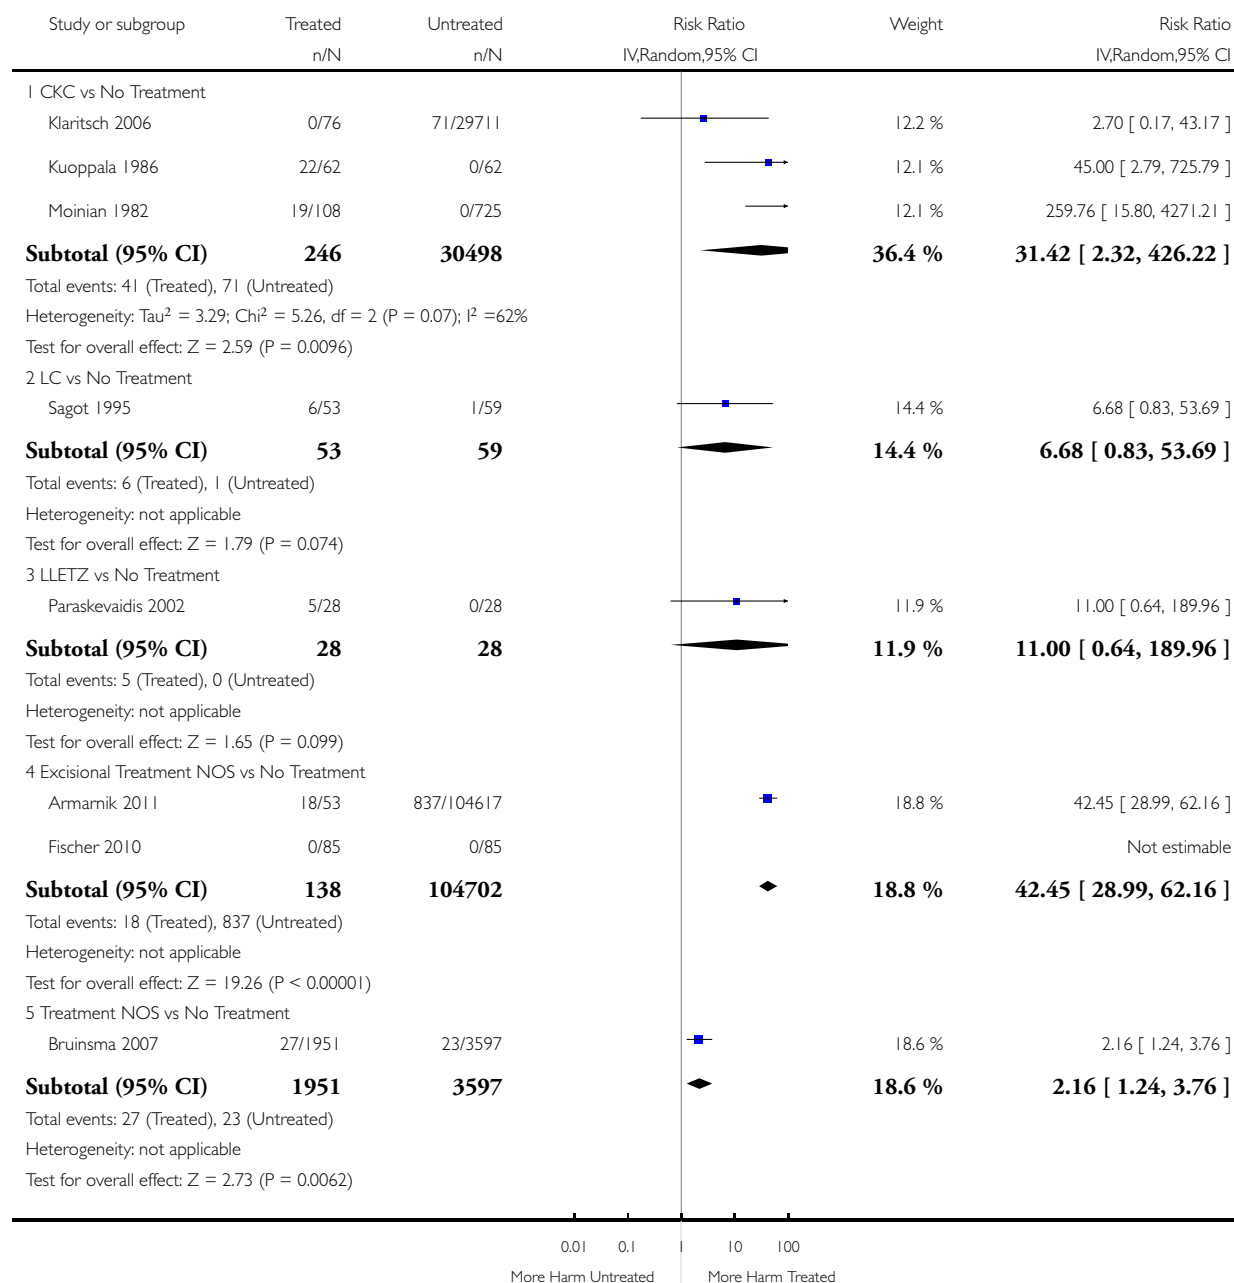 Study or subgroup Treated Untreated Risk Ratio Weight Risk Ratio
n/N n/N IV,Random,95% CI IV,Random,95% CI
1 CKC vs No Treatment
Klaritsch 2006 0/76 71/29711 12.2 % 2.70 [ 0.17, 43.17 ]
Kuoppala 1986 22/62 0/62 12.1 % 45.00 [ 2.79, 725.79 ]
Moinian 1982 19/108 0/725 12.1 % 259.76 [ 15.80, 4271.21 ]
Subtotal (95% CI) 246 30498 36.4 % 31.42 [ 2.32, 426.22 ]
Total events: 41 (Treated), 71 (Untreated)
Heterogeneity: Tau² = 3.29; Chi² = 5.26, df = 2 (P = 0.07); I² =62%
Test for overall effect: Z = 2.59 (P = 0.0096)
2 LC vs No Treatment
Sagot 1995 6/53 1/59 14.4 % 6.68 [ 0.83, 53.69 ]
Subtotal (95% CI) 53 59 14.4 % 6.68 [ 0.83, 53.69 ]
Total events: 6 (Treated), 1 (Untreated)
Heterogeneity: not applicable
Test for overall effect: Z = 1.79 (P = 0.074)
3 LLETZ vs No Treatment
Paraskevaidis 2002 5/28 0/28 11.9 % 11.00 [ 0.64, 189.96 ]
Subtotal (95% CI) 28 28 11.9 % 11.00 [ 0.64, 189.96 ]
Total events: 5 (Treated), 0 (Untreated)
Heterogeneity: not applicable
Test for overall effect: Z = 1.65 (P = 0.099)
4 Excisional Treatment NOS vs No Treatment
Armarnik 2011 18/53 837/104617 18.8 % 42.45 [ 28.99, 62.16 ]
Fischer 2010 0/85 0/85 Not estimable
Subtotal (95% CI) 138 104702 18.8 % 42.45 [ 28.99, 62.16 ]
Total events: 18 (Treated), 837 (Untreated)
Heterogeneity: not applicable
Test for overall effect: Z = 19.26 (P < 0.00001)
5 Treatment NOS vs No Treatment
Bruinsma 2007 27/1951 23/3597 18.6 % 2.16 [ 1.24, 3.76 ]
Subtotal (95% CI) 1951 3597 18.6 % 2.16 [ 1.24, 3.76 ]
Total events: 27 (Treated), 23 (Untreated)
Heterogeneity: not applicable
Test for overall effect: Z = 2.73 (P = 0.0062)
0.01 0.1 1 10 100
More Harm Untreated More Harm Treated